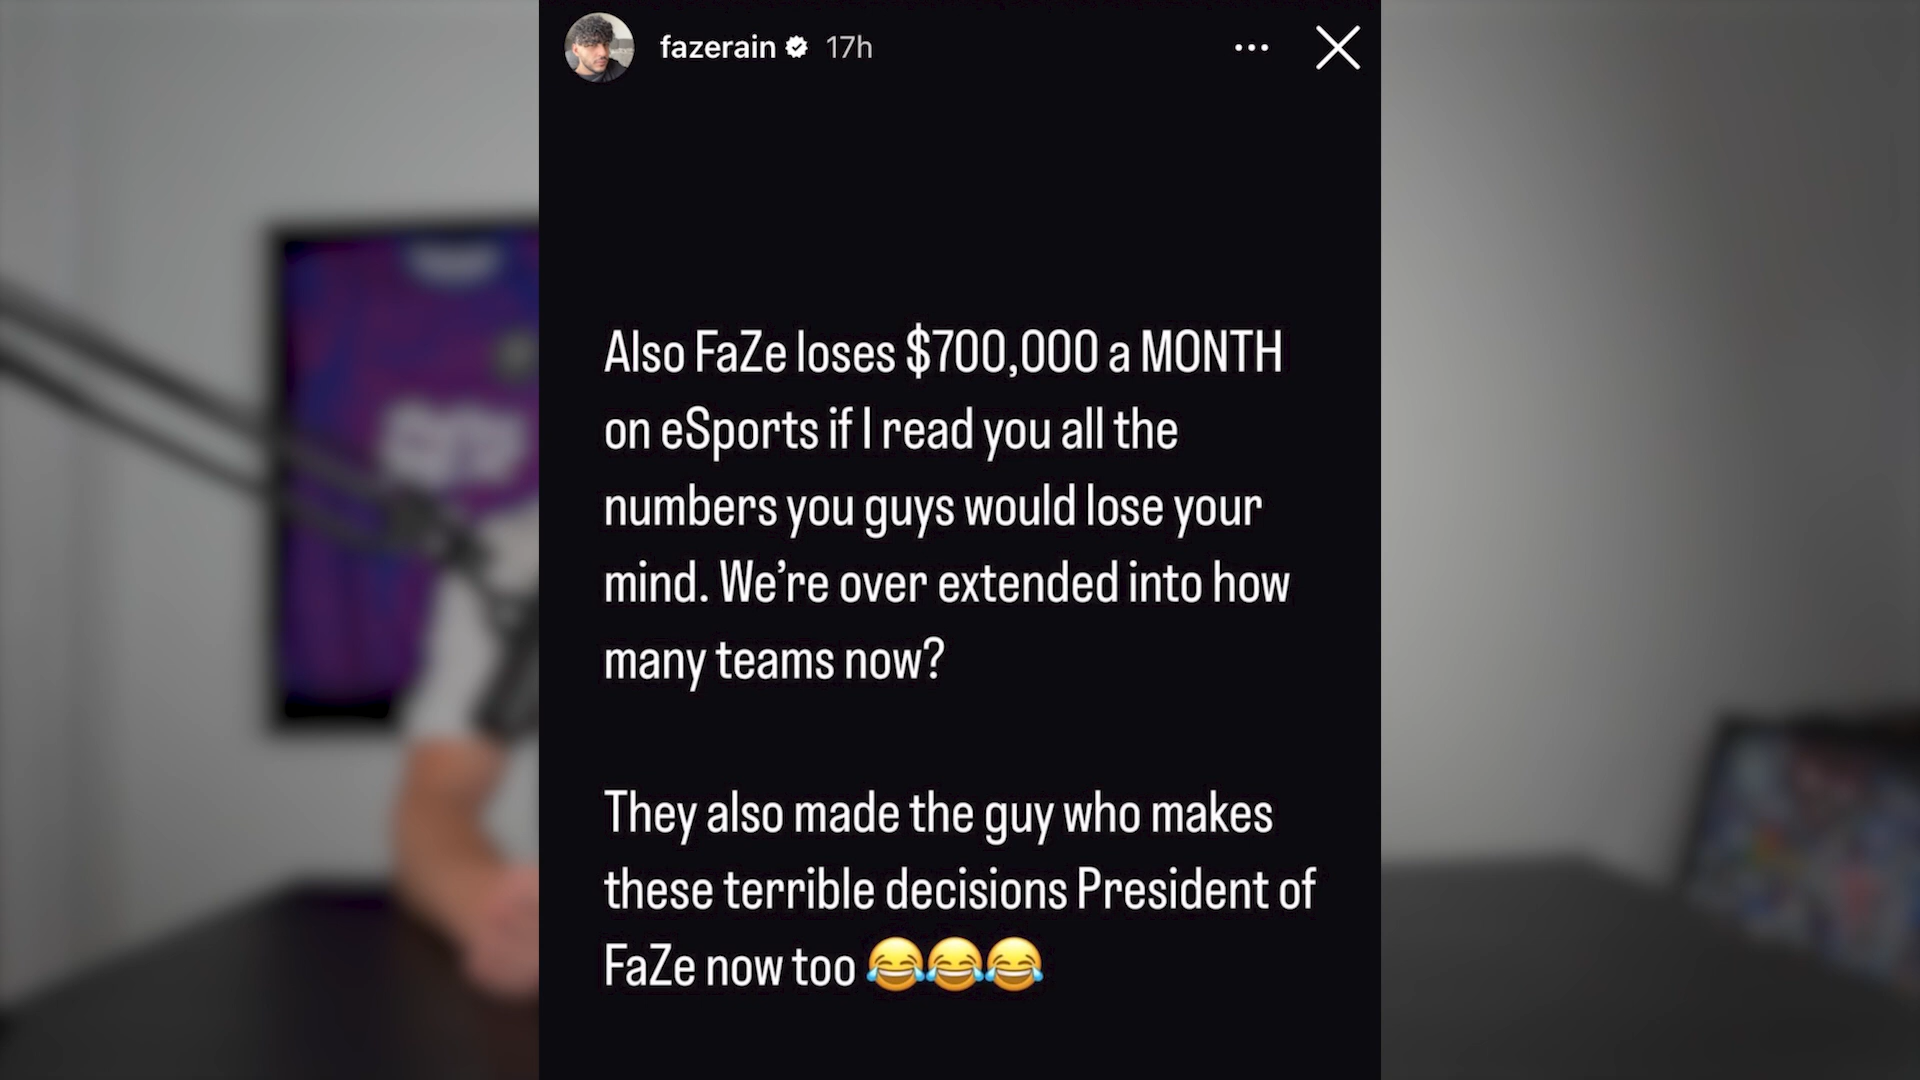 fazerain 17h
Also FaZe loses $700,000 a MONTH
on eSports if I read you all the
numbers you guys would lose your
mind. We're over extended into how
many teams now?
They also made the guy who makes
these terrible decisions President of
FaZe now too 😂😂😂